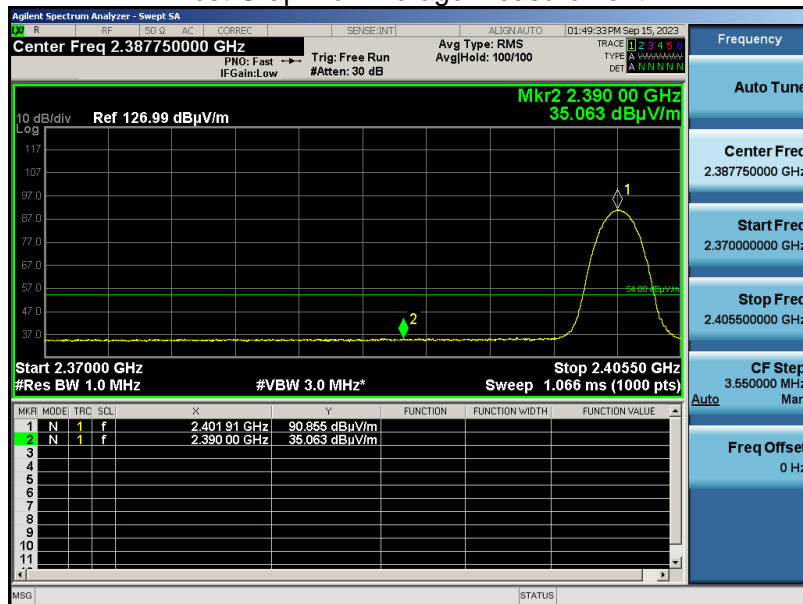 Agilent Spectrum Analyzer - Swept SA
LXI R RF 50 Ω AC CORREC SENSE:INT ALIGN AUTO 01:49:33 PM Sep 15, 2023
Center Freq 2.387750000 GHz
PNO: Fast
IFGain:Low
Trig: Free Run
#Atten: 30 dB
Avg Type: RMS
Avg|Hold: 100/100
TRACE 1 2 3 4 5 6
TYPE A
DET A N N N N N
Mkr2 2.390 00 GHz
35.063 dBµV/m
10 dB/div Ref 126.99 dBµV/m
Log
117
107
97.0
87.0
77.0
67.0
57.0
47.0
37.0
1
2
54.00 dBµV/m
Start 2.37000 GHz Stop 2.40550 GHz
#Res BW 1.0 MHz #VBW 3.0 MHz* Sweep 1.066 ms (1000 pts)
MKR MODE TRC SCL X Y FUNCTION FUNCTION WIDTH FUNCTION VALUE
1 N 1 f 2.401 91 GHz 90.855 dBµV/m
2 N 1 f 2.390 00 GHz 35.063 dBµV/m
3
4
5
6
7
8
9
10
11
MSG STATUS
Frequency
Auto Tune
Center Freq
2.387750000 GHz
Start Freq
2.370000000 GHz
Stop Freq
2.405500000 GHz
CF Step
3.550000 MHz
Auto Man
Freq Offset
0 Hz